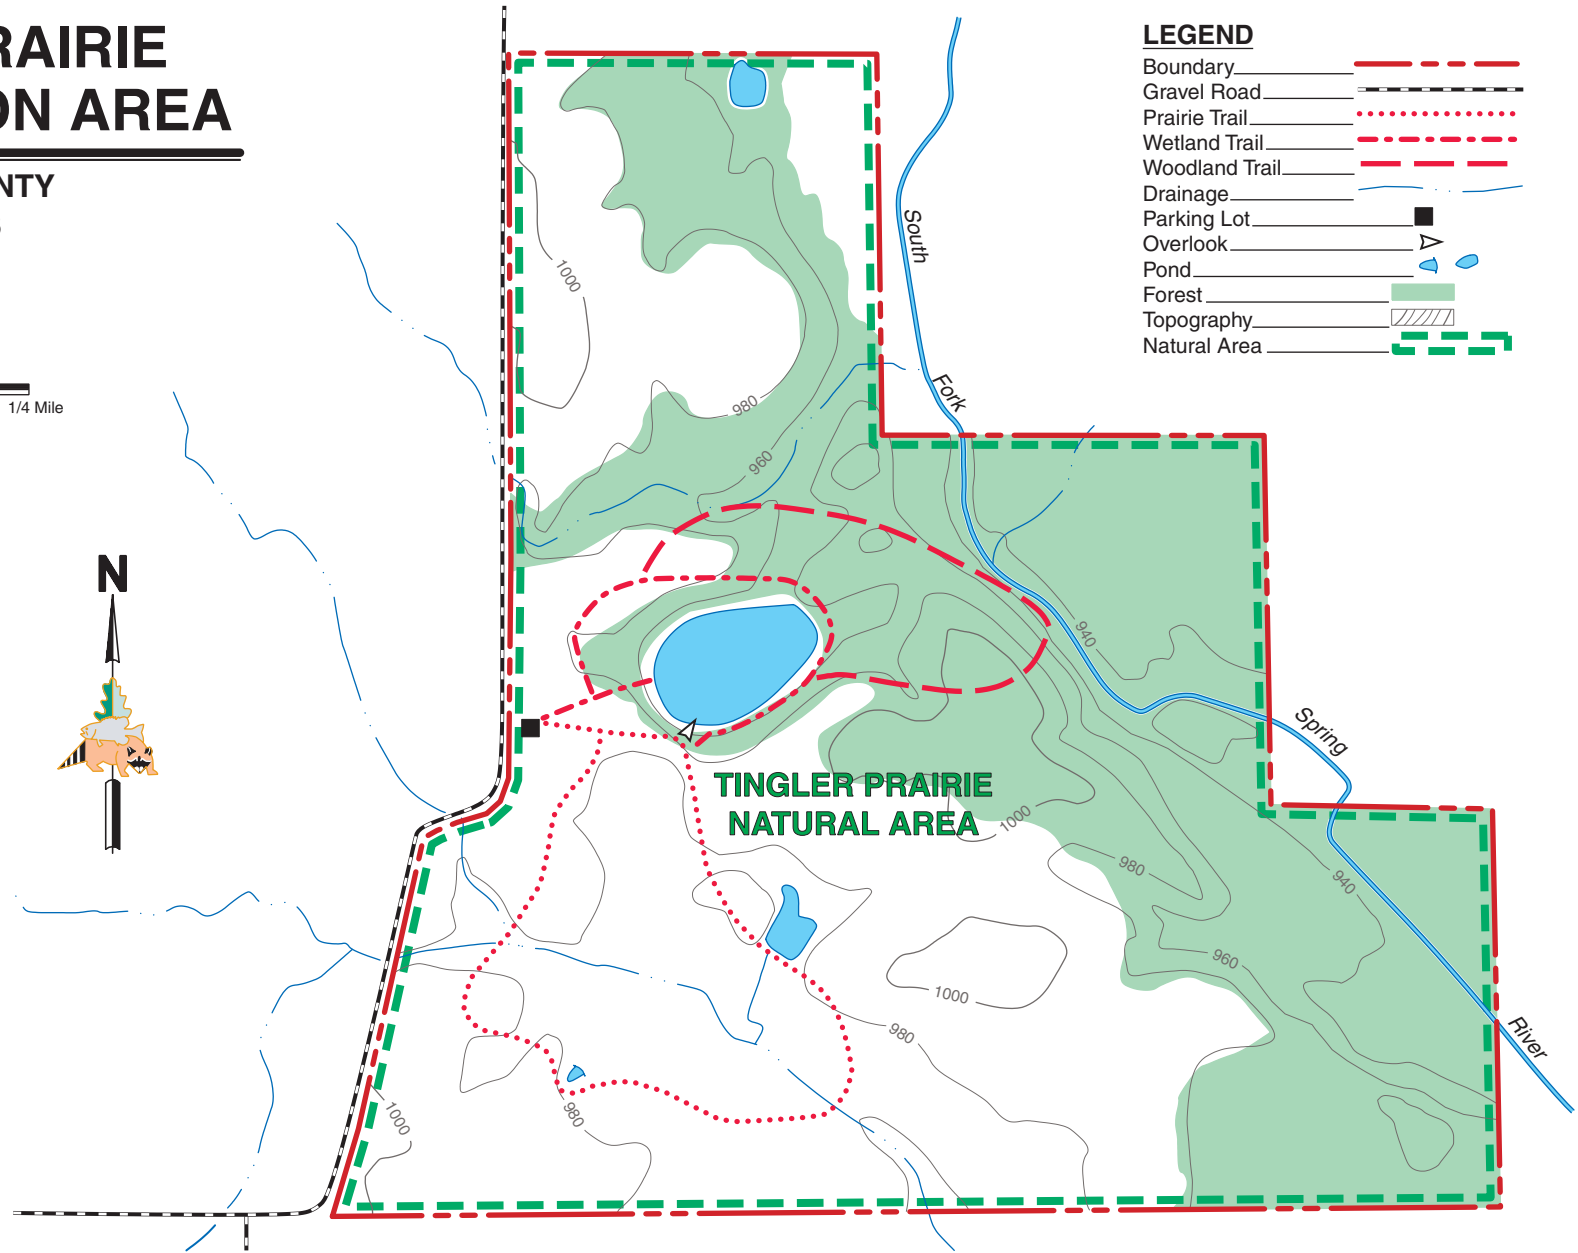 RAIRIE
ON AREA
NTY
1/4 Mile
N
LEGEND
Boundary
Gravel Road
Prairie Trail
Wetland Trail
Woodland Trail
Drainage
Parking Lot
Overlook
Pond
Forest
Topography
Natural Area
South
Fork
Spring
River
1000
980
960
940
TINGLER PRAIRIE
NATURAL AREA
1000
980
940
960
1000
980
1000
980